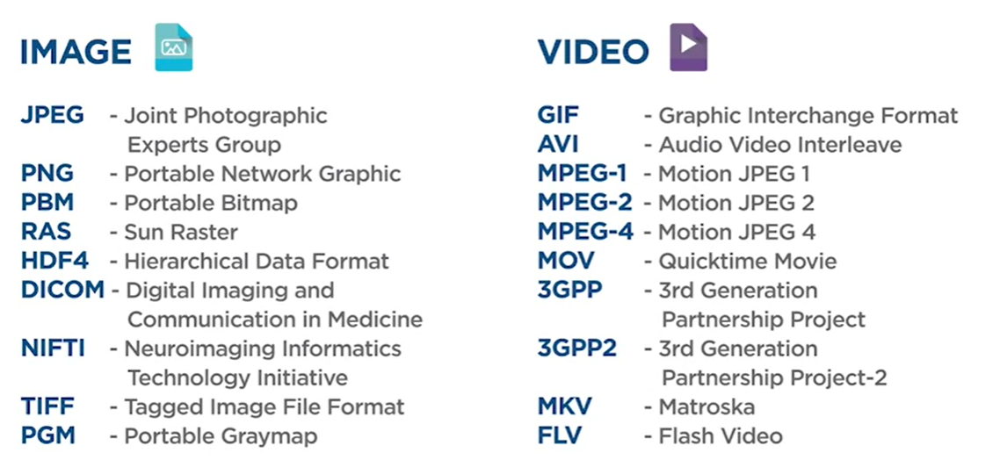 IMAGE
JPEG - Joint Photographic
Experts Group
PNG - Portable Network Graphic
PBM - Portable Bitmap
RAS - Sun Raster
HDF4 - Hierarchical Data Format
DICOM - Digital Imaging and
Communication in Medicine
NIFTI - Neuroimaging Informatics
Technology Initiative
TIFF - Tagged Image File Format
PGM - Portable Graymap
VIDEO
GIF - Graphic Interchange Format
AVI - Audio Video Interleave
MPEG-1 - Motion JPEG 1
MPEG-2 - Motion JPEG 2
MPEG-4 - Motion JPEG 4
MOV - Quicktime Movie
3GPP - 3rd Generation
Partnership Project
3GPP2 - 3rd Generation
Partnership Project-2
MKV - Matroska
FLV - Flash Video